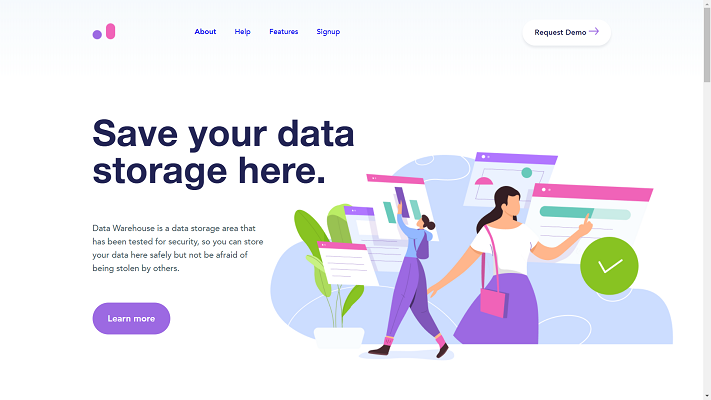 About Help Features Signup Request Demo
Save your data
storage here.
Data Warehouse is a data storage area that
has been tested for security, so you can store
your data here safely but not be afraid of
being stolen by others.
Learn more